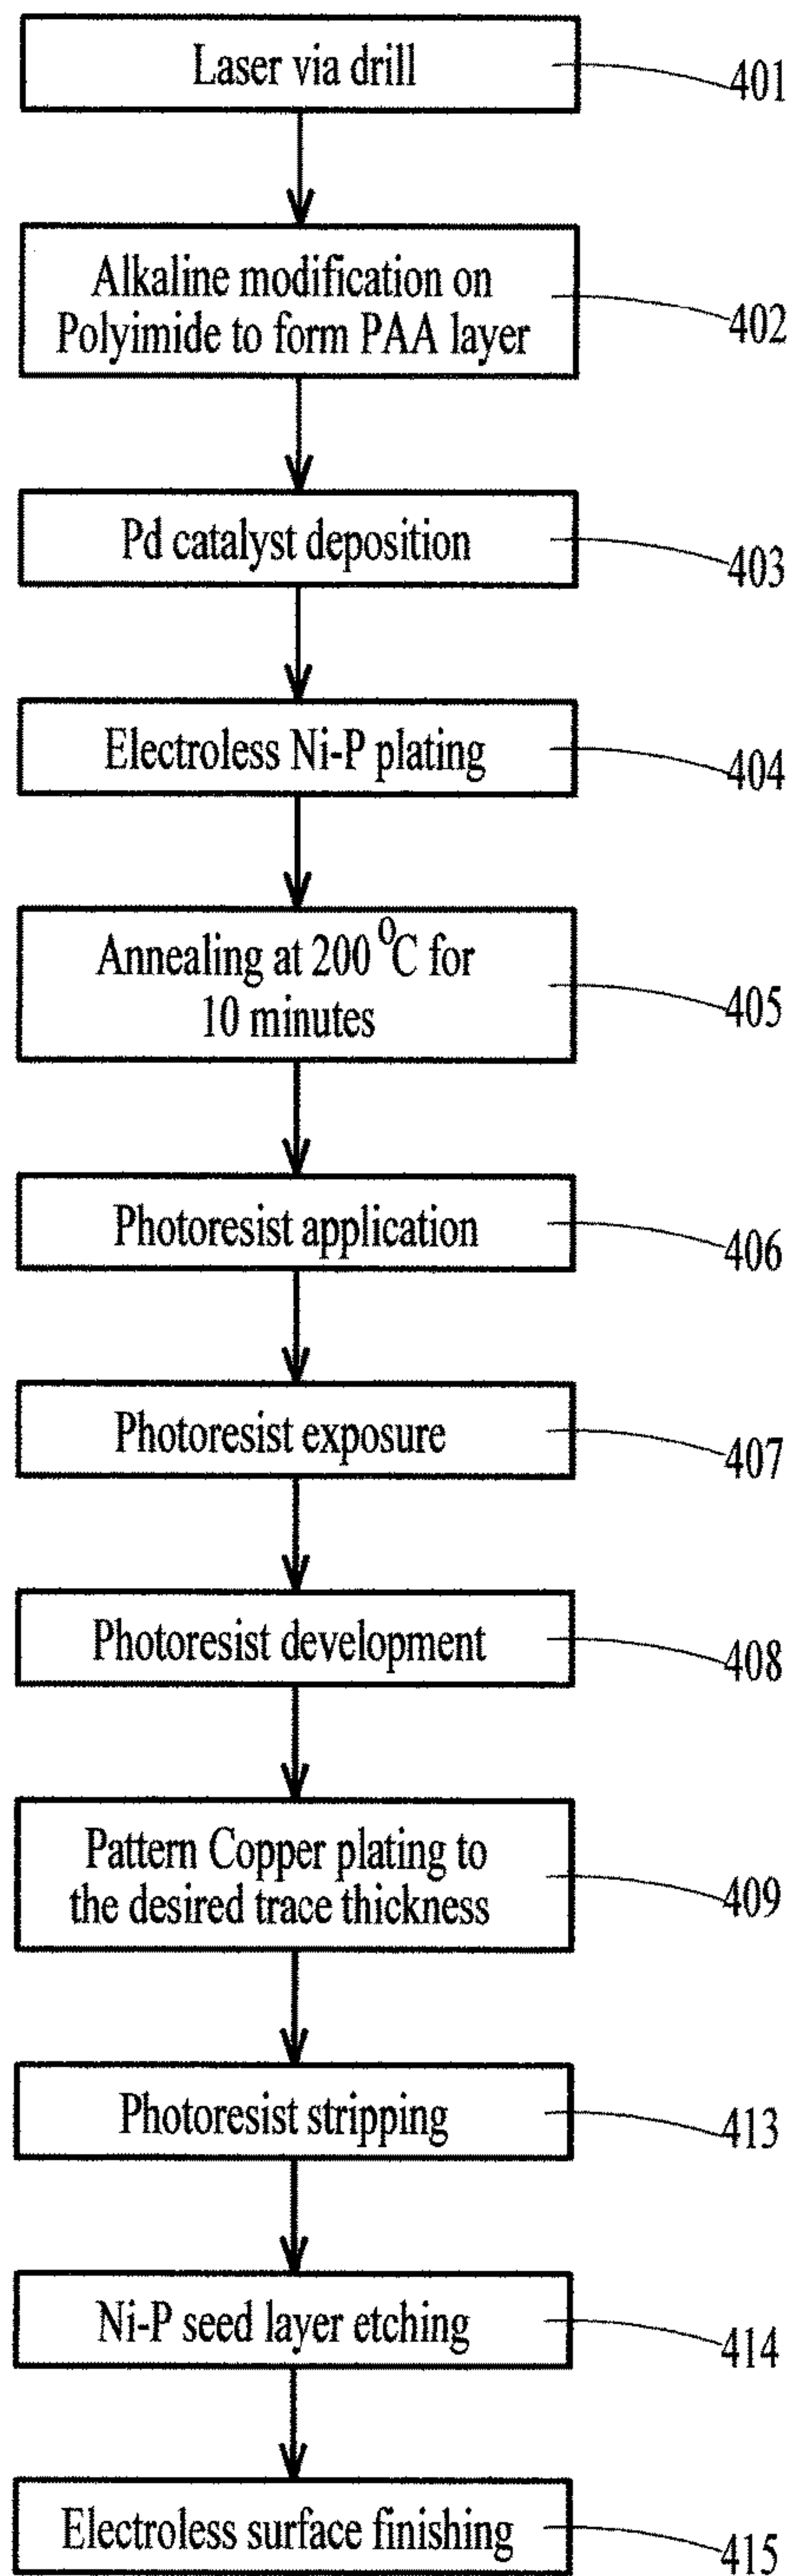 Laser via drill
401
Alkaline modification on
Polyimide to form PAA layer
402
Pd catalyst deposition
403
Electroless Ni-P plating
404
Annealing at 200 °C for
10 minutes
405
Photoresist application
406
Photoresist exposure
407
Photoresist development
408
Pattern Copper plating to
the desired trace thickness
409
Photoresist stripping
413
Ni-P seed layer etching
414
Electroless surface finishing
415